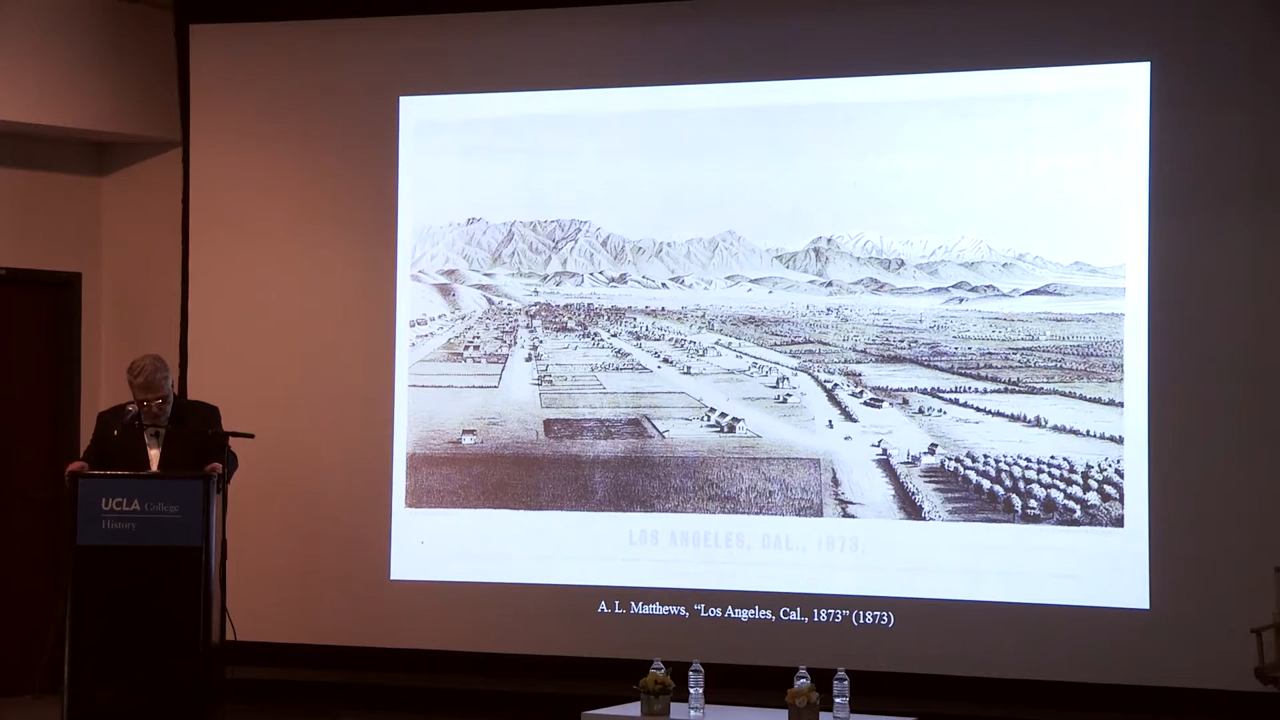 LOS ANGELES, CAL., 1873.
A. L. Matthews, “Los Angeles, Cal., 1873” (1873)
UCLA College
History